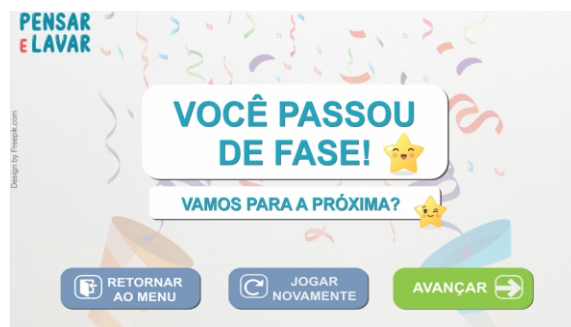 PENSAR
E LAVAR
Design by Freepik.com
VOCÊ PASSOU
DE FASE!
VAMOS PARA A PRÓXIMA?
RETORNAR
AO MENU
JOGAR
NOVAMENTE
AVANÇAR